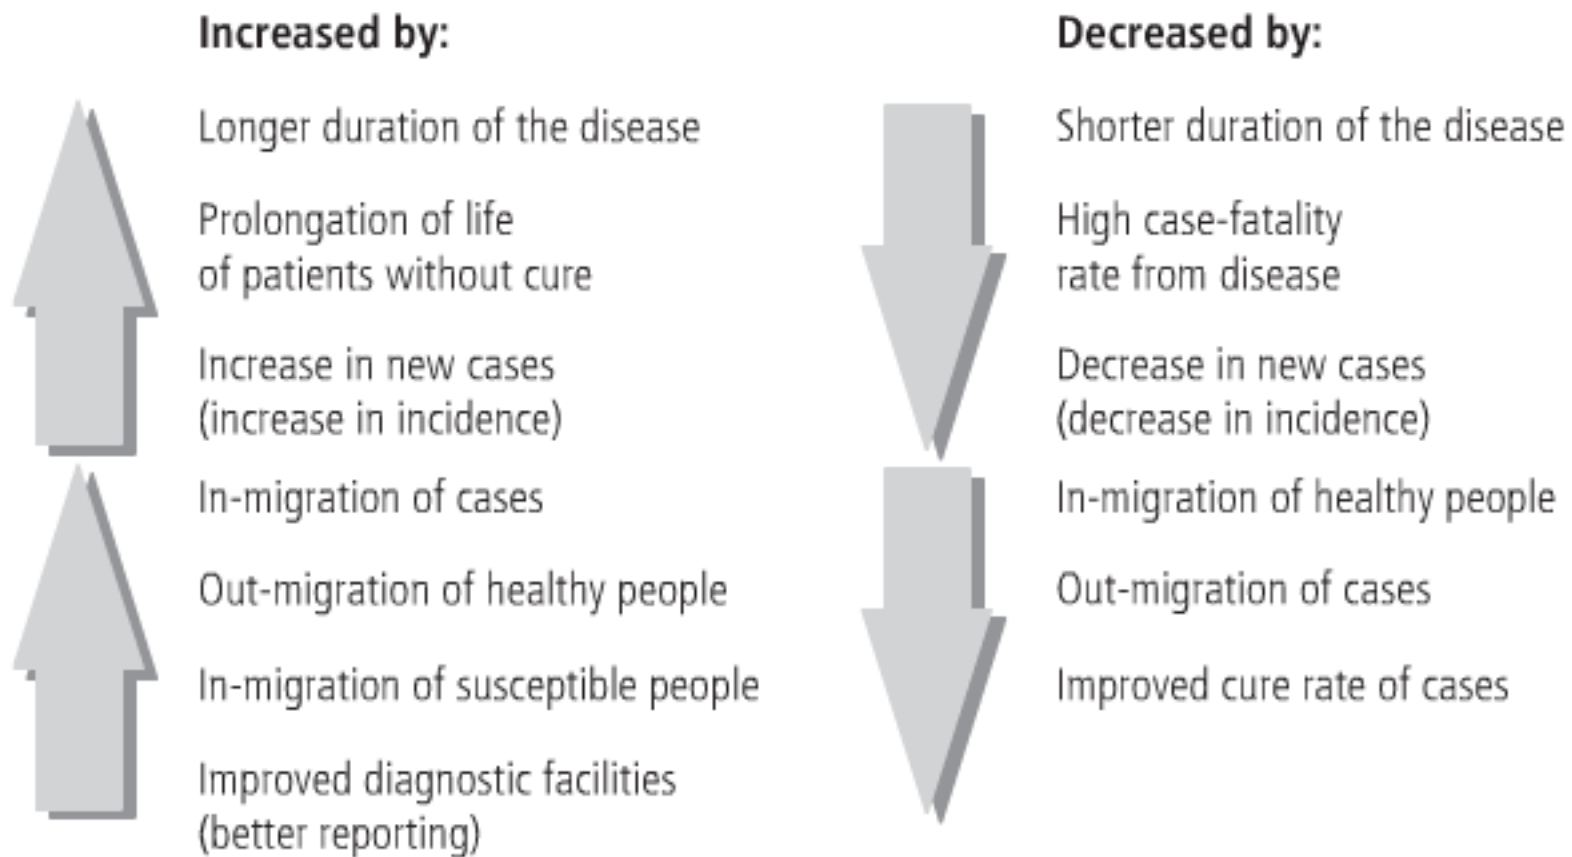 Increased by:
Longer duration of the disease
Prolongation of life
of patients without cure
Increase in new cases
(increase in incidence)
In-migration of cases
Out-migration of healthy people
In-migration of susceptible people
Improved diagnostic facilities
(better reporting)
Decreased by:
Shorter duration of the disease
High case-fatality
rate from disease
Decrease in new cases
(decrease in incidence)
In-migration of healthy people
Out-migration of cases
Improved cure rate of cases